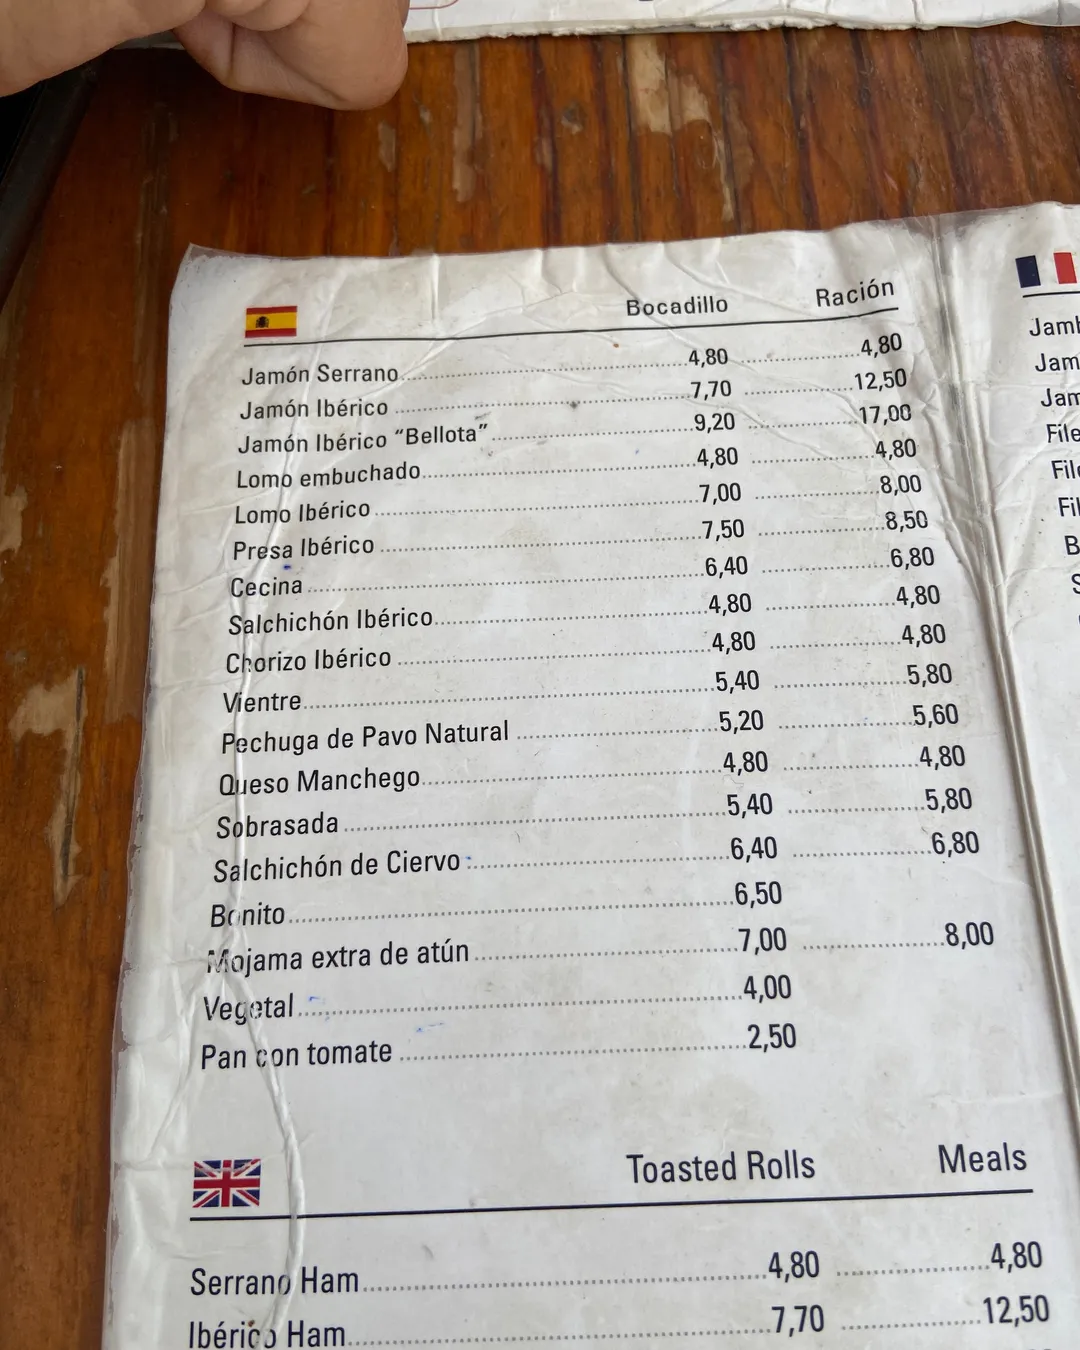 Bocadillo Ración
Jamón Serrano 4,80 4,80
Jamón Ibérico 7,70 12,50
Jamón Ibérico “Bellota” 9,20 17,00
Lomo embuchado 4,80 4,80
Lomo Ibérico 7,00 8,00
Presa Ibérico 7,50 8,50
Cecina 6,40 6,80
Salchichón Ibérico 4,80 4,80
Chorizo Ibérico 4,80 4,80
Vientre 5,40 5,80
Pechuga de Pavo Natural 5,20 5,60
Queso Manchego 4,80 4,80
Sobrasada 5,40 5,80
Salchichón de Ciervo 6,40 6,80
Bonito 6,50
Mojama extra de atún 7,00 8,00
Vegetal 4,00
Pan con tomate 2,50
Toasted Rolls Meals
Serrano Ham 4,80 4,80
Ibérico Ham 7,70 12,50